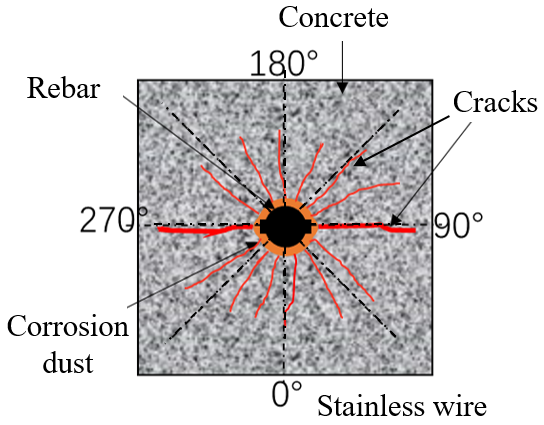 Concrete
180°
Rebar
Cracks
270°
90°
Corrosion
dust
0°
Stainless wire